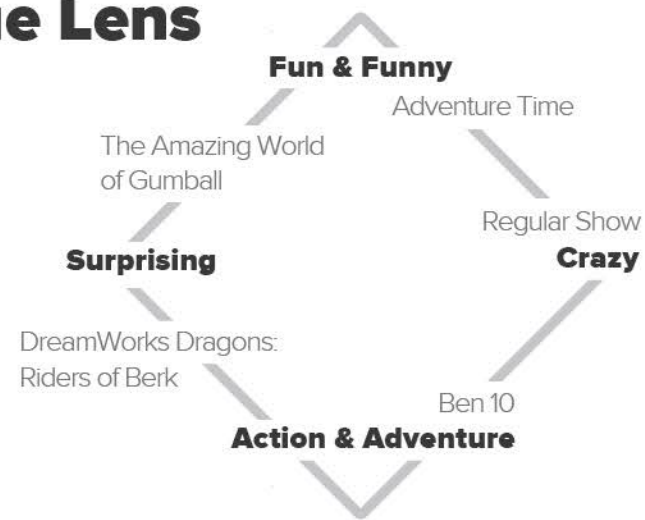 e Lens
Fun & Funny
Adventure Time
The Amazing World
of Gumball
Regular Show
Surprising
Crazy
DreamWorks Dragons:
Riders of Berk
Ben 10
Action & Adventure